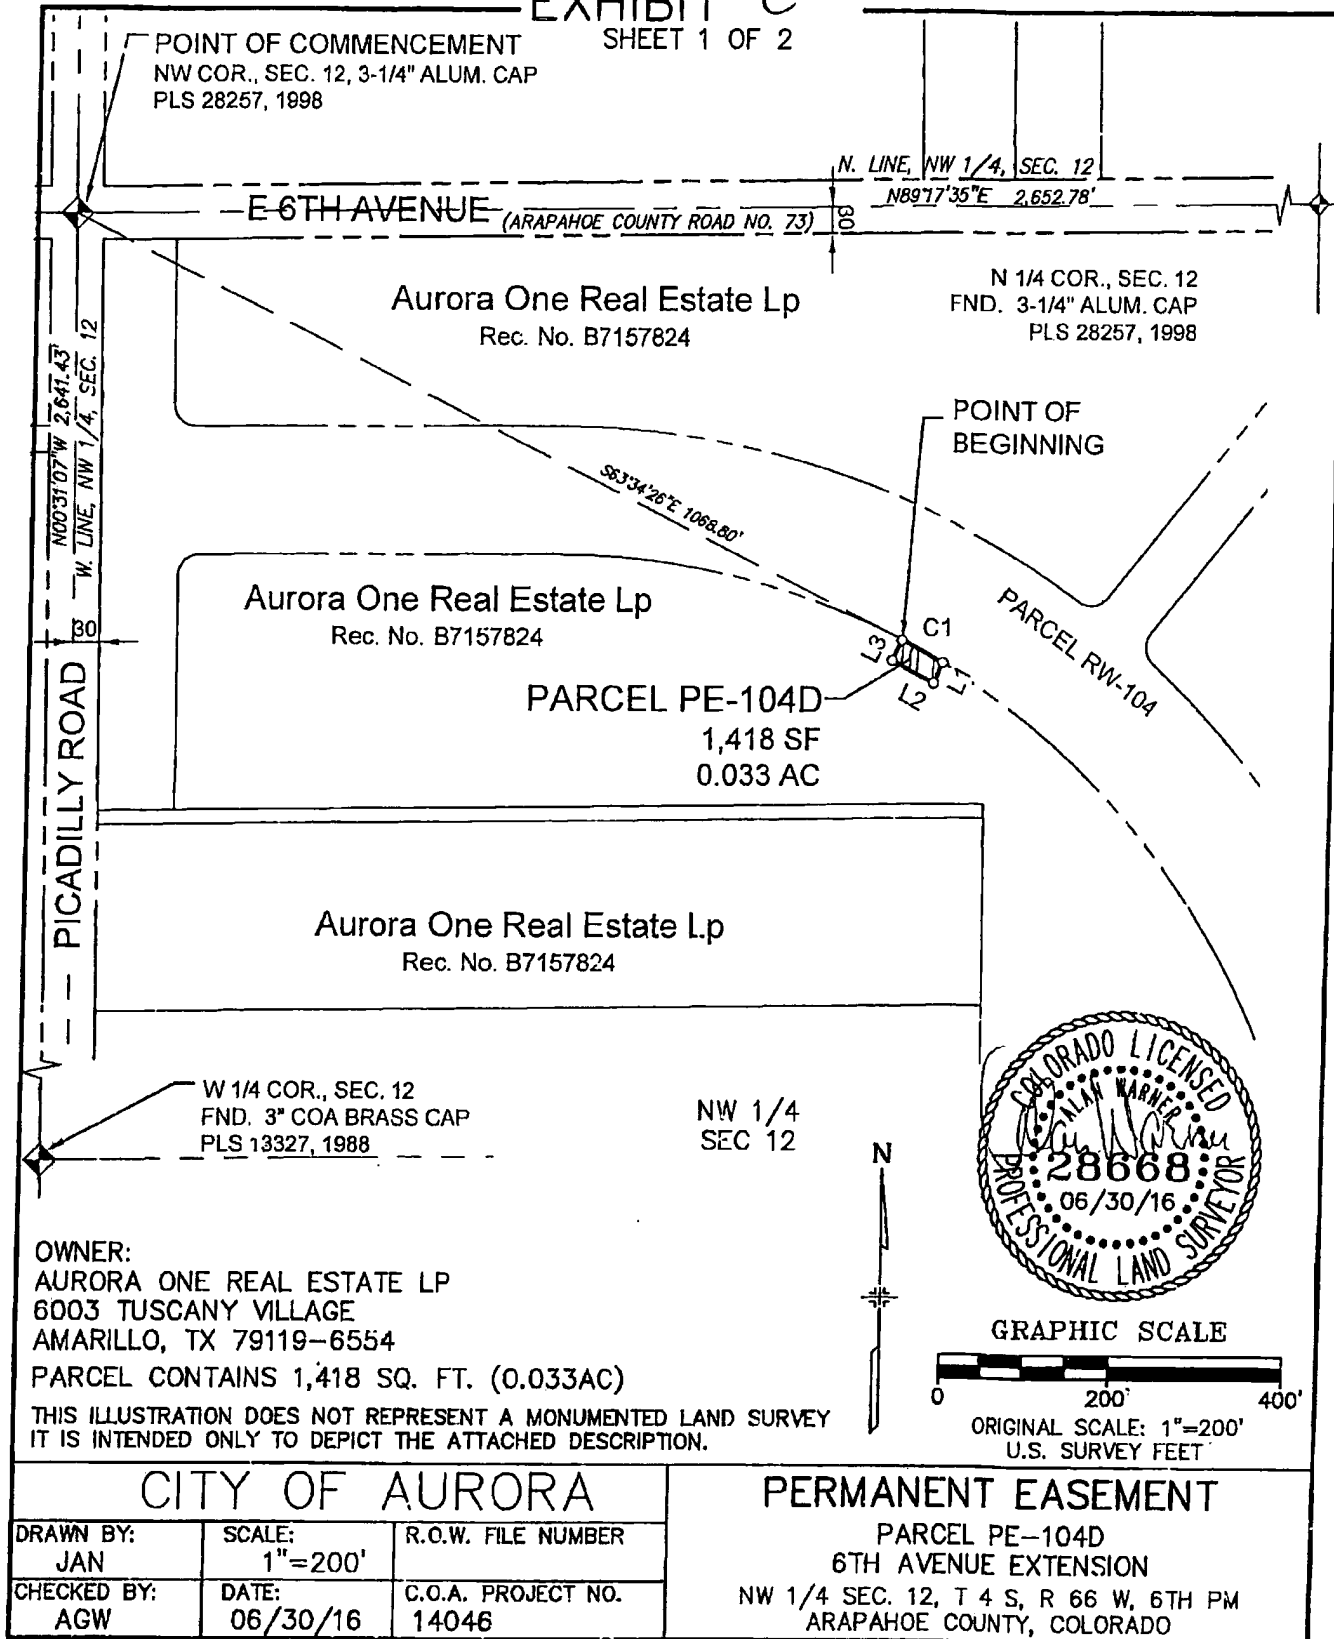 EXHIBIT C
SHEET 1 OF 2
POINT OF COMMENCEMENT
NW COR., SEC. 12, 3-1/4" ALUM. CAP
PLS 28257, 1998
N. LINE, NW 1/4, SEC. 12
N89°17'35"E 2,652.78'
E 6TH AVENUE (ARAPAHOE COUNTY ROAD NO. 73)
30
N 1/4 COR., SEC. 12
FND. 3-1/4" ALUM. CAP
PLS 28257, 1998
Aurora One Real Estate Lp
Rec. No. B7157824
N00°31'07"W 2,641.43'
W. LINE, NW 1/4, SEC. 12
POINT OF
BEGINNING
S63°34'26"E 1068.80'
Aurora One Real Estate Lp
Rec. No. B7157824
30
C1
L3
L1
L2
PARCEL RW-104
PARCEL PE-104D
1,418 SF
0.033 AC
PICADILLY ROAD
Aurora One Real Estate Lp
Rec. No. B7157824
W 1/4 COR., SEC. 12
FND. 3" COA BRASS CAP
PLS 13327, 1988
NW 1/4
SEC 12
N
COLORADO LICENSED
ALAN WARNER
28668
06/30/16
PROFESSIONAL LAND SURVEYOR
OWNER:
AURORA ONE REAL ESTATE LP
6003 TUSCANY VILLAGE
AMARILLO, TX 79119-6554
PARCEL CONTAINS 1,418 SQ. FT. (0.033AC)
THIS ILLUSTRATION DOES NOT REPRESENT A MONUMENTED LAND SURVEY
IT IS INTENDED ONLY TO DEPICT THE ATTACHED DESCRIPTION.
GRAPHIC SCALE
0 200' 400'
ORIGINAL SCALE: 1"=200'
U.S. SURVEY FEET
CITY OF AURORA
DRAWN BY:
JAN
SCALE:
1"=200'
R.O.W. FILE NUMBER
CHECKED BY:
AGW
DATE:
06/30/16
C.O.A. PROJECT NO.
14046
PERMANENT EASEMENT
PARCEL PE-104D
6TH AVENUE EXTENSION
NW 1/4 SEC. 12, T 4 S, R 66 W, 6TH PM
ARAPAHOE COUNTY, COLORADO